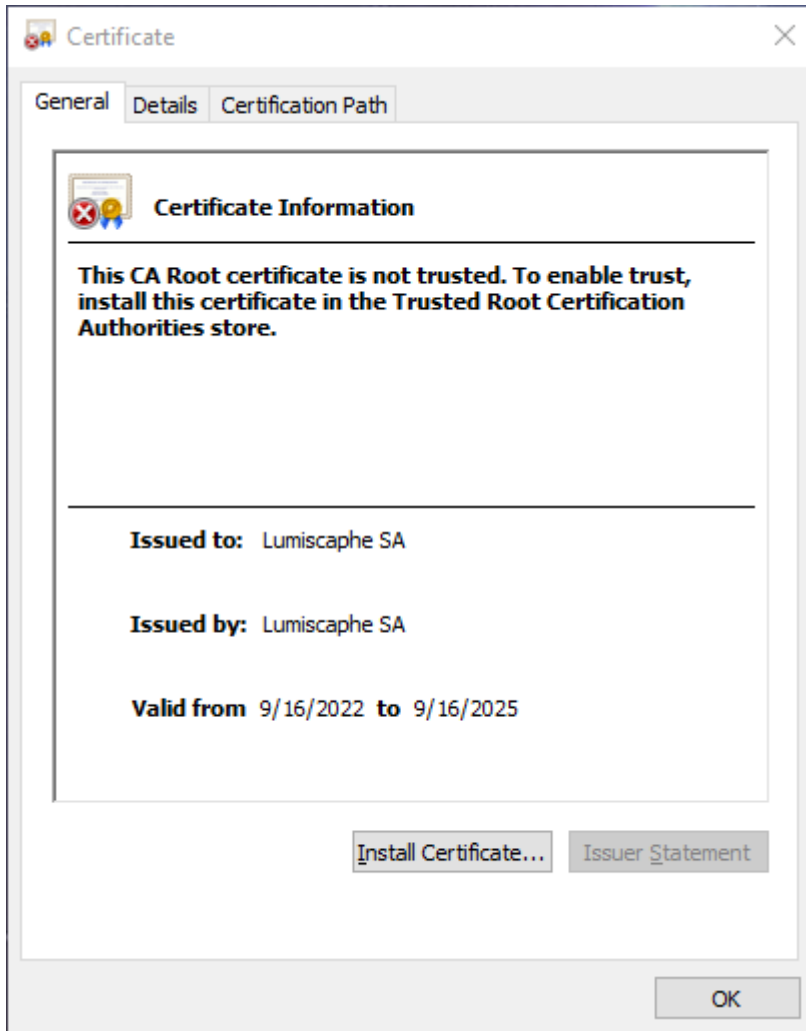 Certificate
General Details Certification Path
Certificate Information
This CA Root certificate is not trusted. To enable trust,
install this certificate in the Trusted Root Certification
Authorities store.
Issued to: Lumiscaphe SA
Issued by: Lumiscaphe SA
Valid from 9/16/2022 to 9/16/2025
Install Certificate... Issuer Statement
OK